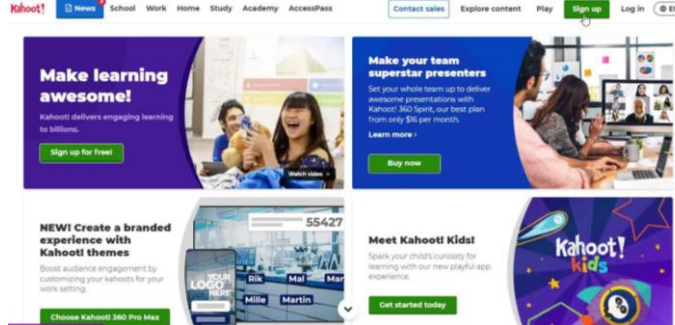 Kahoot!
News
School
Work
Home
Study
Academy
AccessPass
Contact sales
Explore content
Play
Sign up
Log in
Make learning
awesome!
Kahoot! delivers engaging learning
to billions.
Sign up for free!
Watch video >
Make your team
superstar presenters
Set your whole team up to deliver
awesome presentations with
Kahoot! 360 Spirit, our best plan
from only $16 per month.
Learn more >
Buy now
NEW! Create a branded
experience with
Kahoot! themes
Boost audience engagement by
customizing your kahoots for your
work setting.
Choose Kahoot! 360 Pro Max
55427
YOUR
LOGO
HERE
Rik
Mal
Mar
Mille
Martin
Meet Kahoot! Kids!
Spark your child's curiosity for
learning with our new playful app
experience.
Get started today
Kahoot!
kids